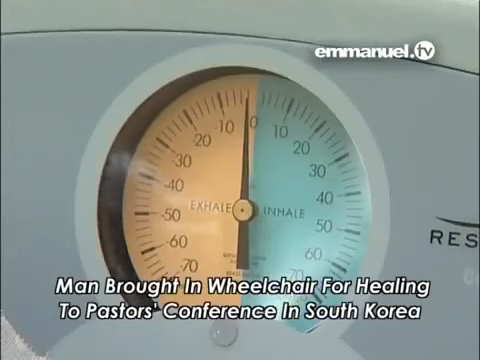 emmanuel.tv
-10 0 10
-20 20
-30 30
-40 40
-50 50
-60 60
-70 70
EXHALE INHALE
RES
Man Brought In Wheelchair For Healing
To Pastors' Conference In South Korea